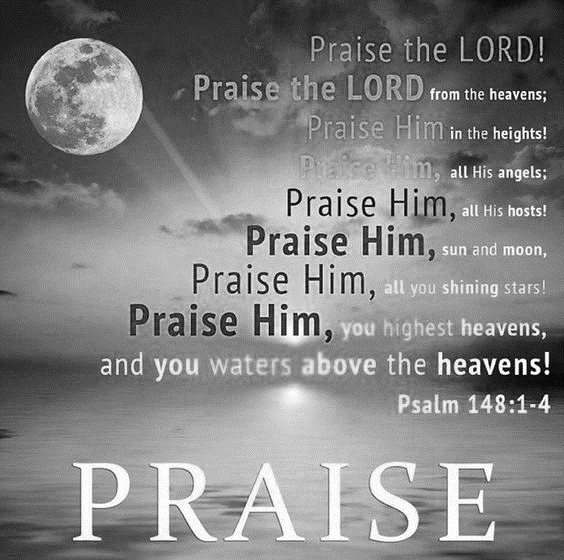 Praise the LORD!
Praise the LORD from the heavens;
Praise Him in the heights!
Praise Him, all His angels;
Praise Him, all His hosts!
Praise Him, sun and moon,
Praise Him, all you shining stars!
Praise Him, you highest heavens,
and you waters above the heavens!
Psalm 148:1-4
PRAISE